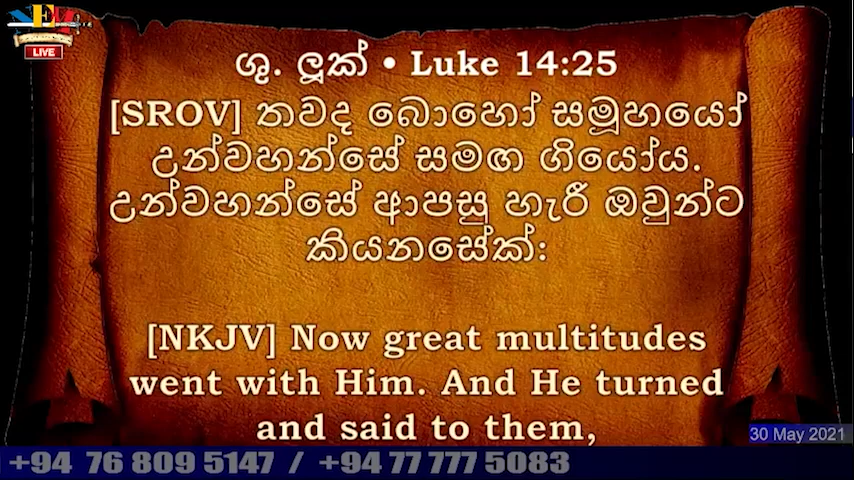 LIVE
ශු. ලූක් • Luke 14:25
[SROV] තවද බොහෝ සමූහයෝ
උන්වහන්සේ සමඟ ගියෝය.
උන්වහන්සේ ආපසු හැරී ඔවුන්ට
කියනසේක්:
[NKJV] Now great multitudes
went with Him. And He turned
and said to them,
30 May 2021
+94 76 809 5147 / +94 77 777 5083